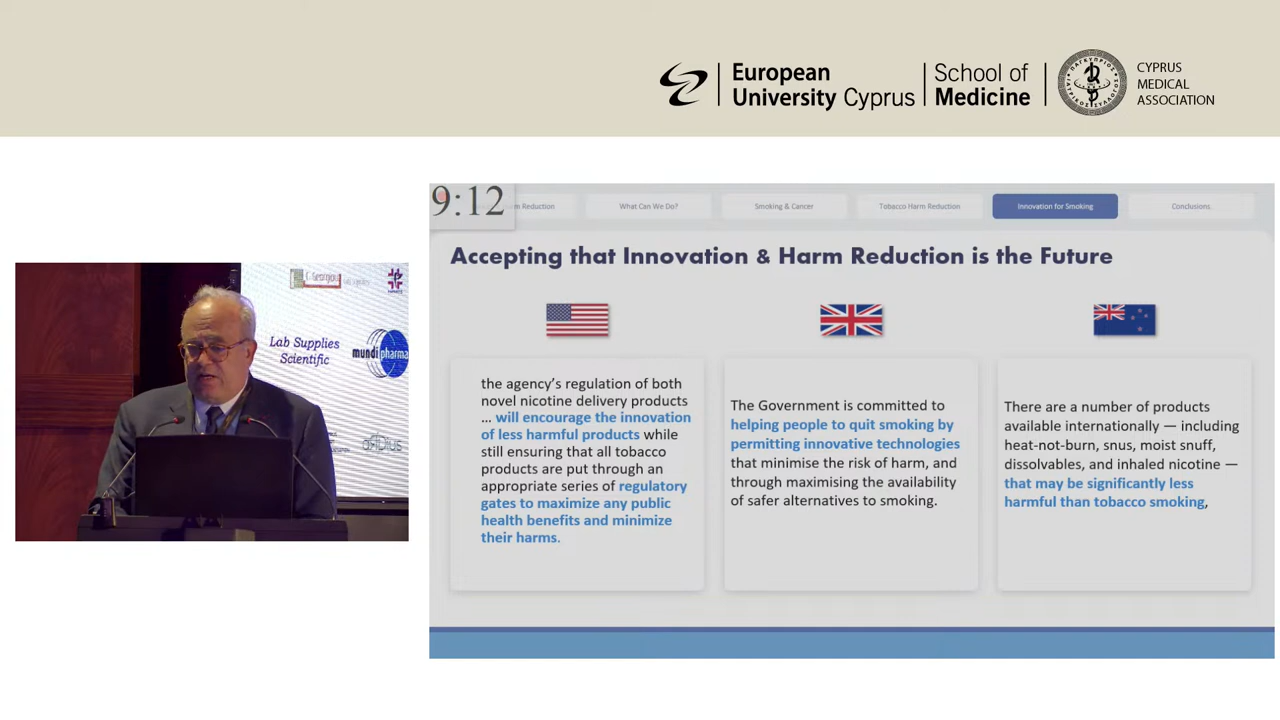 European
University Cyprus
School of
Medicine
ΠΑΓΚΥΠΡΙΟΣ
ΙΑΤΡΙΚΟΣ ΣΥΛΛΟΓΟΣ
CYPRUS
MEDICAL
ASSOCIATION
9:12
rm Reduction
What Can We Do?
Smoking & Cancer
Tobacco Harm Reduction
Innovation for Smoking
Conclusions
Accepting that Innovation & Harm Reduction is the Future
the agency's regulation of both
novel nicotine delivery products
... will encourage the innovation
of less harmful products while
still ensuring that all tobacco
products are put through an
appropriate series of regulatory
gates to maximize any public
health benefits and minimize
their harms.
The Government is committed to
helping people to quit smoking by
permitting innovative technologies
that minimise the risk of harm, and
through maximising the availability
of safer alternatives to smoking.
There are a number of products
available internationally — including
heat-not-burn, snus, moist snuff,
dissolvables, and inhaled nicotine —
that may be significantly less
harmful than tobacco smoking,
Lab Supplies
Scientific
mundipharma